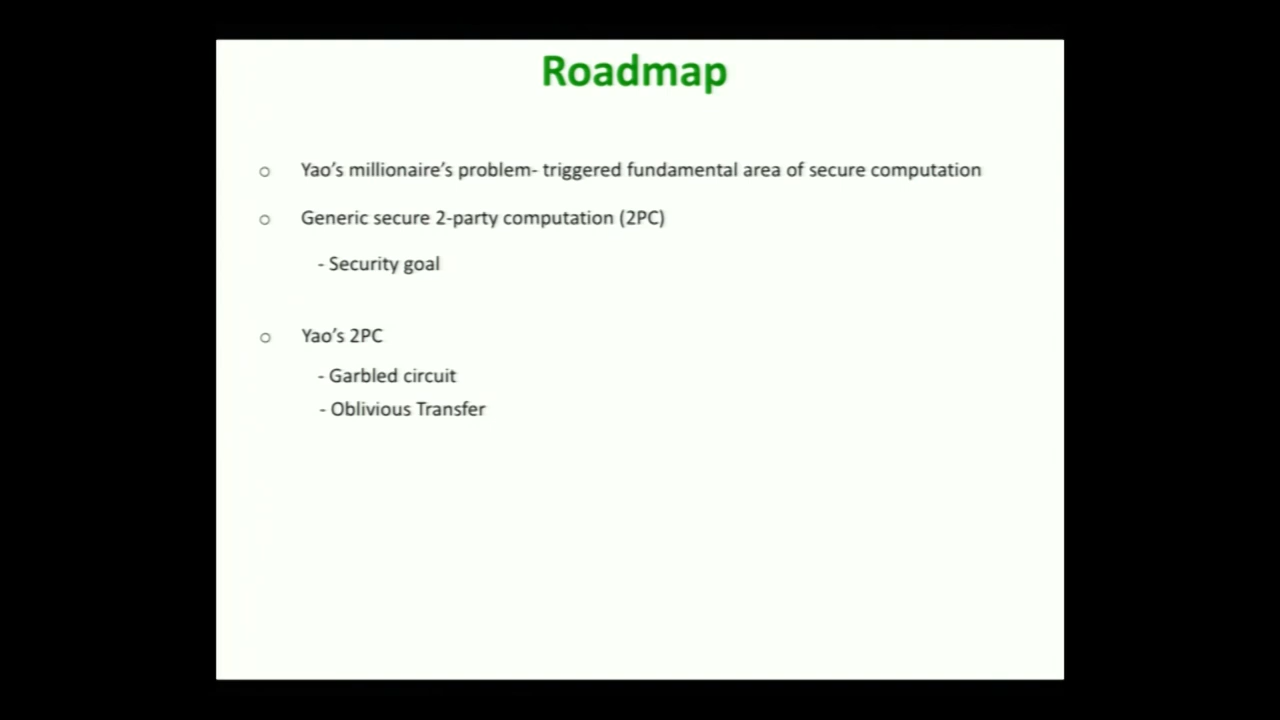 Roadmap
○ Yao's millionaire's problem- triggered fundamental area of secure computation
○ Generic secure 2-party computation (2PC)
- Security goal
○ Yao's 2PC
- Garbled circuit
- Oblivious Transfer